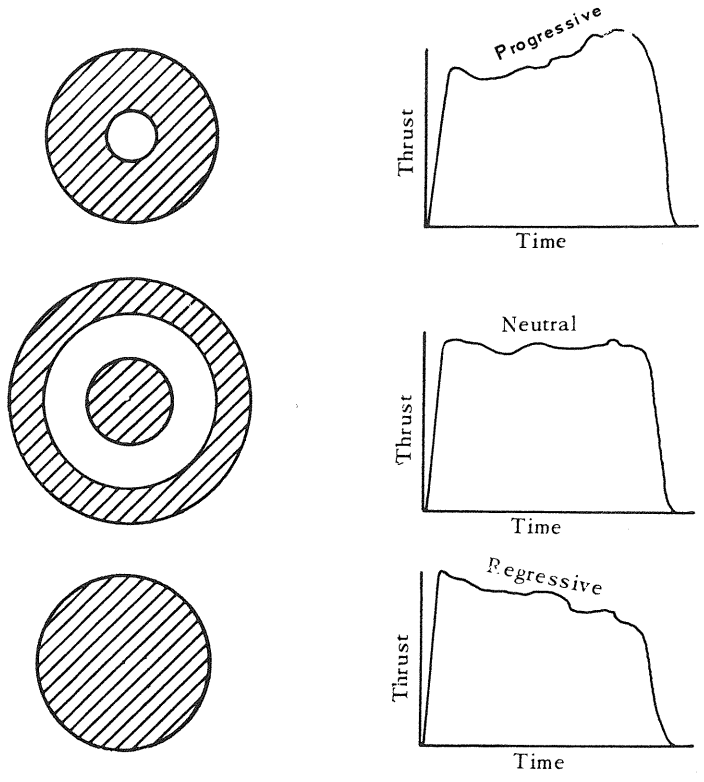 Progressive
Thrust
Time
Neutral
Thrust
Time
Regressive
Thrust
Time